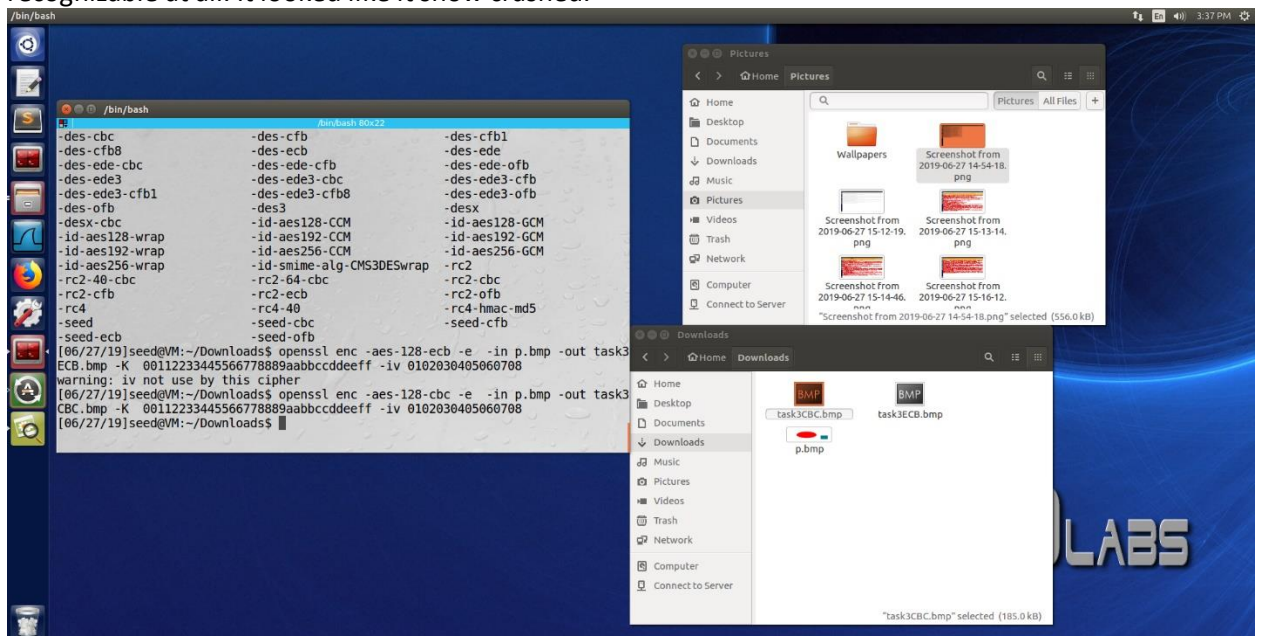 /bin/bash
En
3:37 PM
/bin/bash
/bin/bash 80x22
-des-cbc -des-cfb -des-cfb1
-des-cfb8 -des-ecb -des-ede
-des-ede-cbc -des-ede-cfb -des-ede-ofb
-des-ede3 -des-ede3-cbc -des-ede3-cfb
-des-ede3-cfb1 -des-ede3-cfb8 -des-ede3-ofb
-des-ofb -des3 -desx
-desx-cbc -id-aes128-CCM -id-aes128-GCM
-id-aes128-wrap -id-aes192-CCM -id-aes192-GCM
-id-aes192-wrap -id-aes256-CCM -id-aes256-GCM
-id-aes256-wrap -id-smime-alg-CMS3DESwrap -rc2
-rc2-40-cbc -rc2-64-cbc -rc2-cbc
-rc2-cfb -rc2-ecb -rc2-ofb
-rc4 -rc4-40 -rc4-hmac-md5
-seed -seed-cbc -seed-cfb
-seed-ecb -seed-ofb
[06/27/19]seed@VM:~/Downloads$ openssl enc -aes-128-ecb -e -in p.bmp -out task3
ECB.bmp -K 00112233445566778889aabbccddeeff -iv 0102030405060708
warning: iv not use by this cipher
[06/27/19]seed@VM:~/Downloads$ openssl enc -aes-128-cbc -e -in p.bmp -out task3
CBC.bmp -K 00112233445566778889aabbccddeeff -iv 0102030405060708
[06/27/19]seed@VM:~/Downloads$
Pictures
Home Pictures
Home
Desktop
Documents
Downloads
Music
Pictures
Videos
Trash
Network
Computer
Connect to Server
Pictures All Files +
Wallpapers
Screenshot from
2019-06-27 14-54-18.
png
Screenshot from
2019-06-27 15-12-19.
png
Screenshot from
2019-06-27 15-13-14.
png
Screenshot from
2019-06-27 15-14-46.
Screenshot from
2019-06-27 15-16-12.
"Screenshot from 2019-06-27 14-54-18.png" selected (556.0 kB)
Downloads
Home Downloads
Home
Desktop
Documents
Downloads
Music
Pictures
Videos
Trash
Network
Computer
Connect to Server
BMP
task3CBC.bmp
BMP
task3ECB.bmp
p.bmp
"task3CBC.bmp" selected (185.0 kB)
LABS